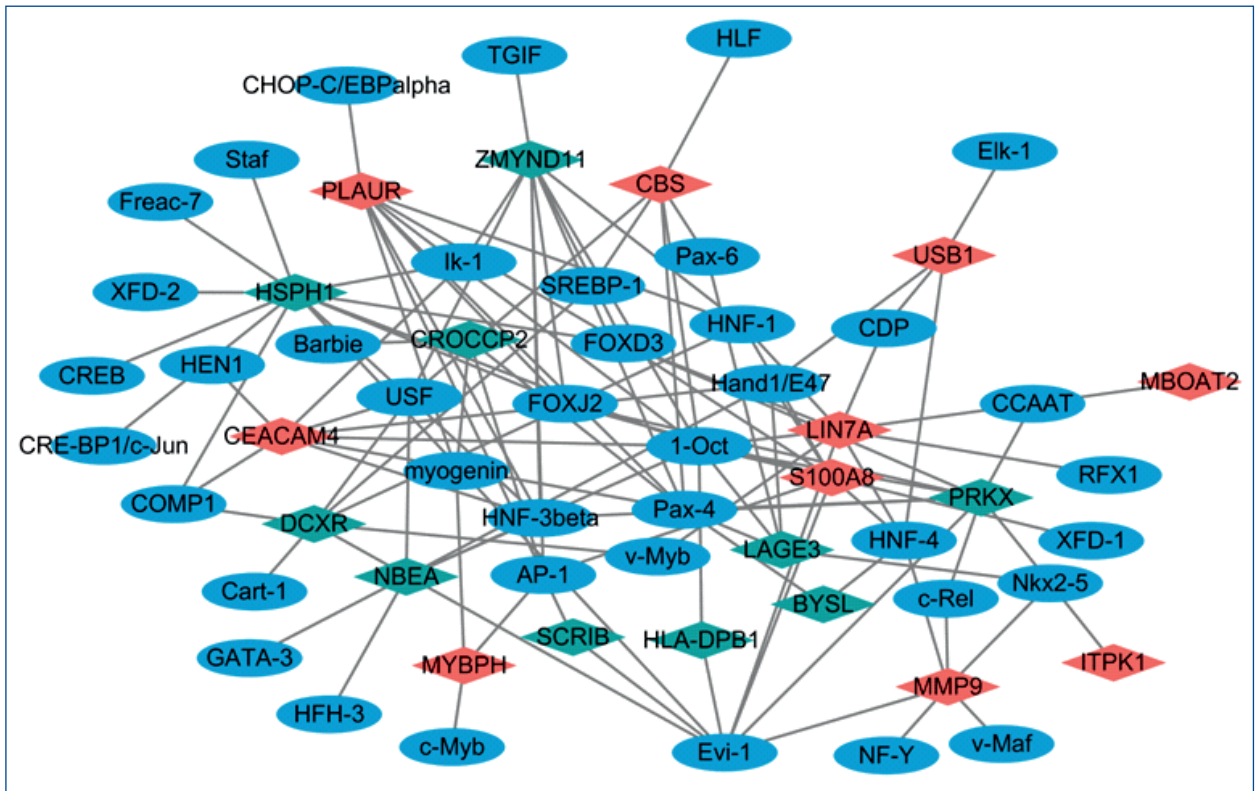 HLF
TGIF
CHOP-C/EBPalpha
Elk-1
Staf
ZMYND11
PLAUR
CBS
Freac-7
USB1
Pax-6
Ik-1
XFD-2
HSPH1
SREBP-1
HNF-1
CDP
Barbie
CROCCP2
FOXD3
HEN1
CREB
Hand1/E47
MBOAT2
USF
FOXJ2
CCAAT
CEACAM4
LIN7A
CRE-BP1/c-Jun
1-Oct
myogenin
S100A8
RFX1
PRKX
COMP1
DCXR
HNF-3beta
Pax-4
HNF-4
XFD-1
LAGE3
v-Myb
NBEA
AP-1
Nkx2-5
Cart-1
c-Rel
BYSL
SCRIB
HLA-DPB1
GATA-3
MYBPH
ITPK1
MMP9
HFH-3
c-Myb
Evi-1
NF-Y
v-Maf